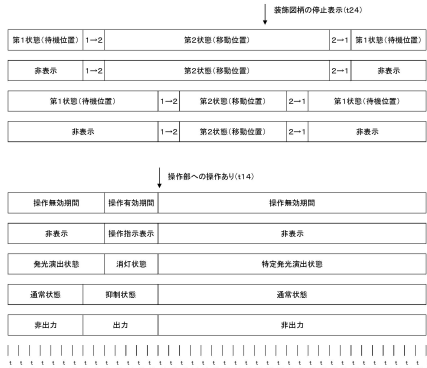 装飾図柄の停止表示(t24)
第1状態(待機位置) 1→2 第2状態(移動位置) 2→1 第1状態(待機位置)
非表示 1→2 第2状態(移動位置) 2→1 非表示
第1状態(待機位置) 1→2 第2状態(移動位置) 2→1 第1状態(待機位置)
非表示 1→2 第2状態(移動位置) 2→1 非表示
操作部への操作あり(t14)
操作無効期間 操作有効期間 操作無効期間
非表示 操作指示表示 非表示
発光演出状態 消灯状態 特定発光演出状態
通常状態 抑制状態 通常状態
非出力 出力 非出力
t t t t t t t t t t t t t t t t t t t t t t t t t t t t t t t t t t t t t t t